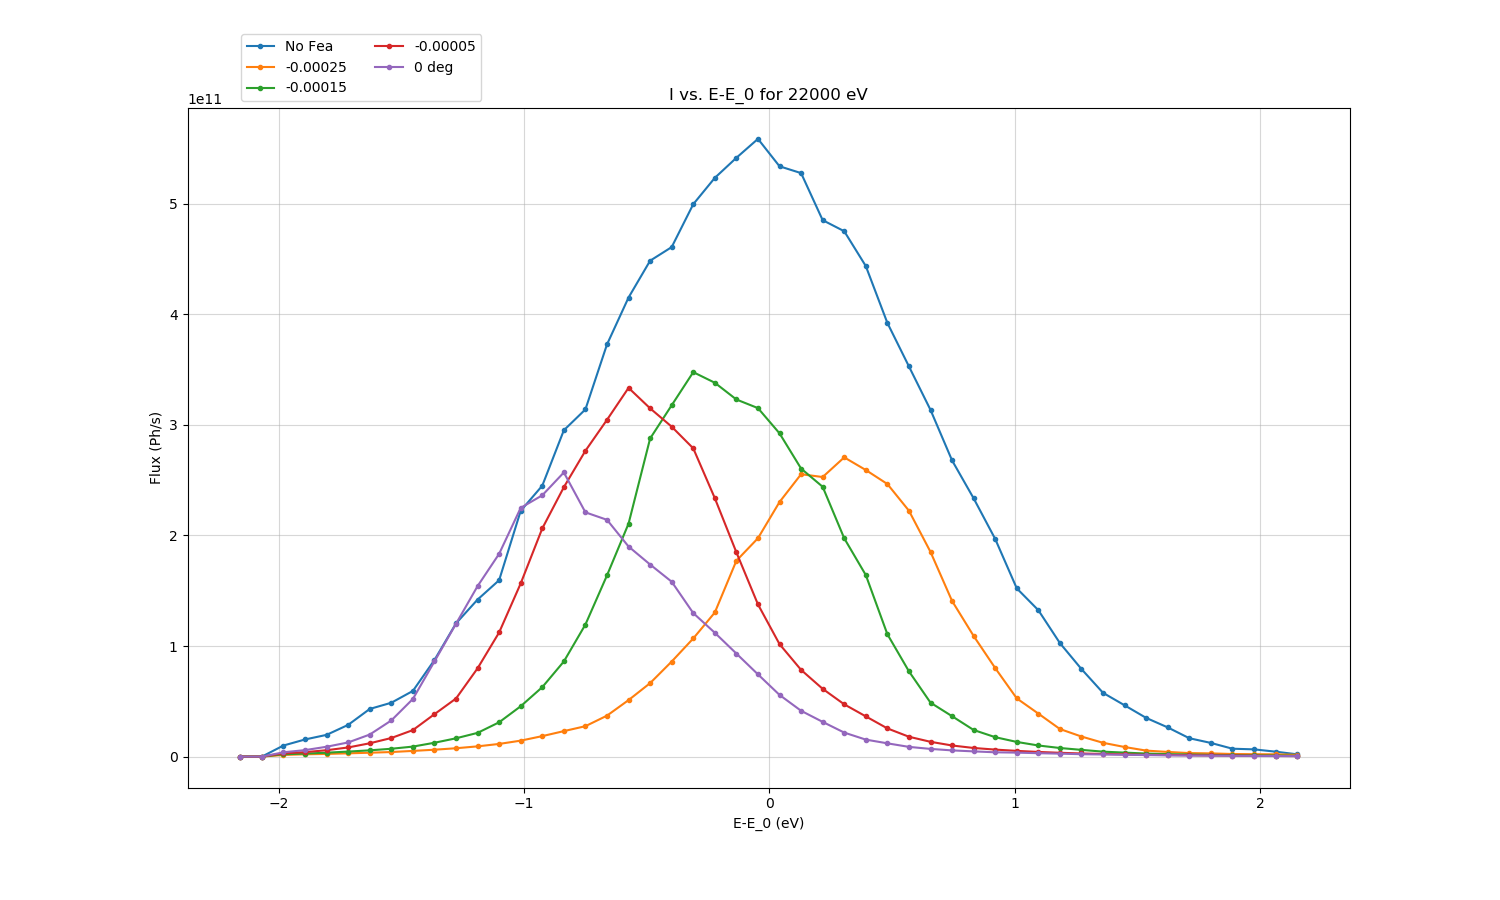 No Fea
-0.00025
-0.00015
-0.00005
0 deg
1e11
I vs. E-E_0 for 22000 eV
Flux (Ph/s)
5
4
3
2
1
0
−2
−1
0
1
2
E-E_0 (eV)